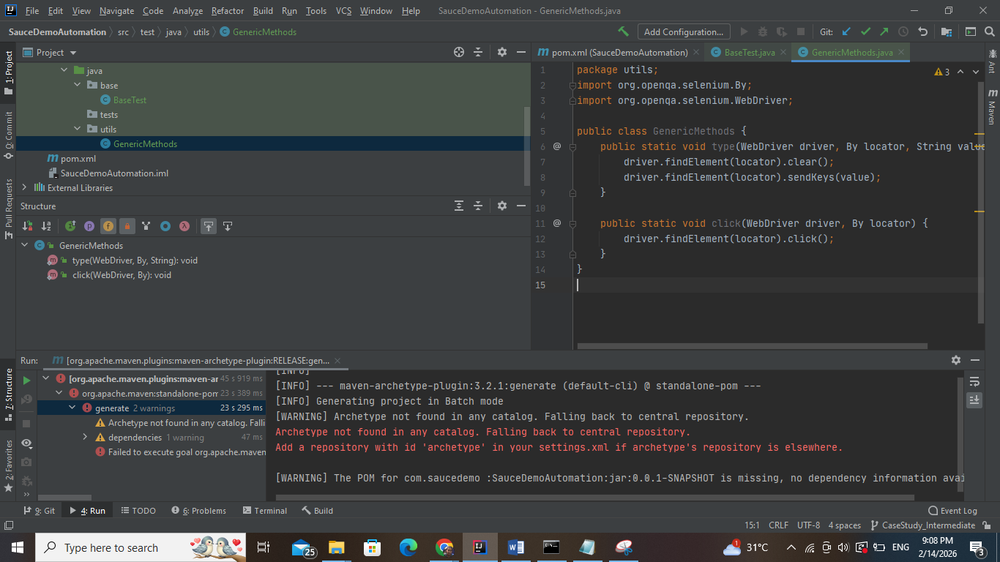 File Edit View Navigate Code Analyze Refactor Build Run Tools VCS Window Help SauceDemoAutomation - GenericMethods.java
SauceDemoAutomation src test java utils GenericMethods Add Configuration... Git:
Project
pom.xml (SauceDemoAutomation) BaseTest.java GenericMethods.java
java
base
BaseTest
tests
utils
GenericMethods
pom.xml
SauceDemoAutomation.iml
External Libraries
Structure
GenericMethods
type(WebDriver, By, String): void
click(WebDriver, By): void
1 package utils;
2 import org.openqa.selenium.By;
3 import org.openqa.selenium.WebDriver;
4
5 public class GenericMethods {
6 @ public static void type(WebDriver driver, By locator, String value
7 driver.findElement(locator).clear();
8 driver.findElement(locator).sendKeys(value);
9 }
10
11 @ public static void click(WebDriver driver, By locator) {
12 driver.findElement(locator).click();
13 }
14 }
15
3
1: Project
0: Commit
Pull Requests
7: Structure
2: Favorites
Ant
Maven
Run: [org.apache.maven.plugins:maven-archetype-plugin:RELEASE:gen...
[org.apache.maven.plugins:maven-ar 45 s 919 ms
org.apache.maven:standalone-pom 23 s 389 ms
generate 2 warnings 23 s 295 ms
Archetype not found in any catalog. Falli
dependencies 1 warning 47 ms
Failed to execute goal org.apache.maven
[INFO]
[INFO] --- maven-archetype-plugin:3.2.1:generate (default-cli) @ standalone-pom ---
[INFO] Generating project in Batch mode
[WARNING] Archetype not found in any catalog. Falling back to central repository.
Archetype not found in any catalog. Falling back to central repository.
Add a repository with id 'archetype' in your settings.xml if archetype's repository is elsewhere.
[WARNING] The POM for com.saucedemo :SauceDemoAutomation:jar:0.0.1-SNAPSHOT is missing, no dependency information avai
9: Git 4: Run TODO 6: Problems Terminal Build Event Log
15:1 CRLF UTF-8 4 spaces CaseStudy_Intermediate
Type here to search 25 1 31°C ENG 9:08 PM
2/14/2026 3